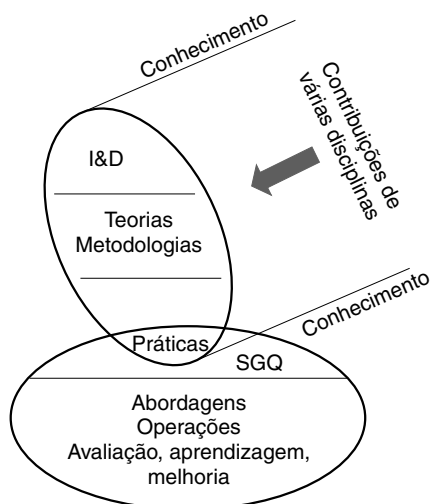 Conhecimento
Contribuições de
várias disciplinas
I&D
Teorias
Metodologias
Conhecimento
Práticas
SGQ
Abordagens
Operações
Avaliação, aprendizagem,
melhoria